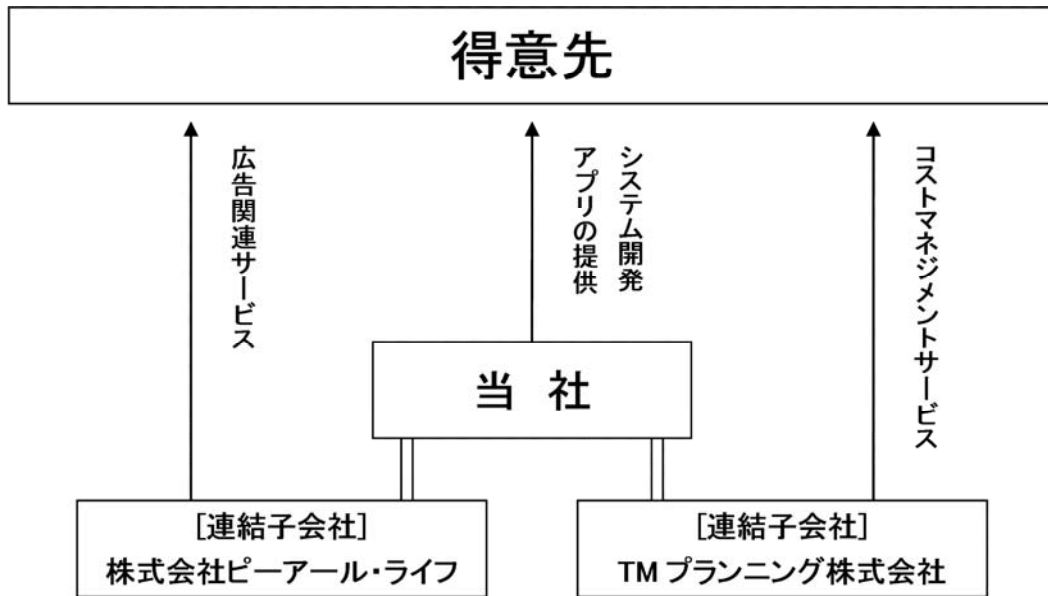 得意先
広告関連サービス
システム開発
アプリの提供
コストマネジメントサービス
当 社
[連結子会社]
株式会社ピーアール・ライフ
[連結子会社]
TMプランニング株式会社